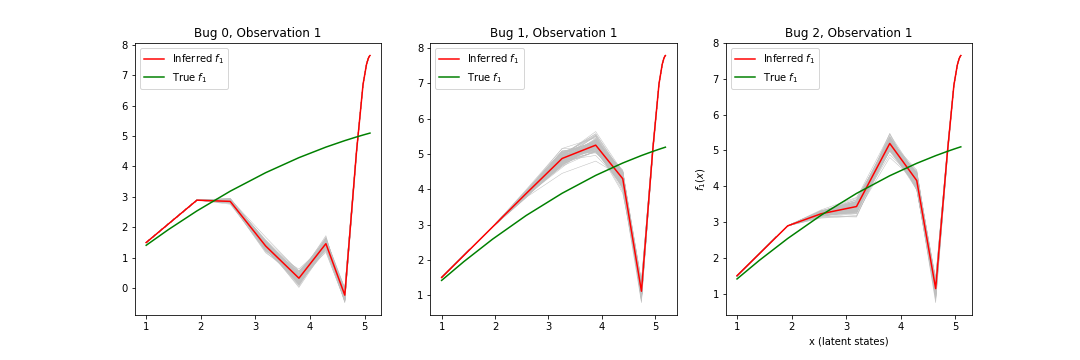 Bug 0, Observation 1
8
7
6
5
4
3
2
1
0
Inferred f₁
True f₁
1 2 3 4 5
Bug 1, Observation 1
8
7
6
5
4
3
2
1
Inferred f₁
True f₁
1 2 3 4 5
Bug 2, Observation 1
f₁(x)
8
7
6
5
4
3
2
1
Inferred f₁
True f₁
1 2 3 4 5
x (latent states)